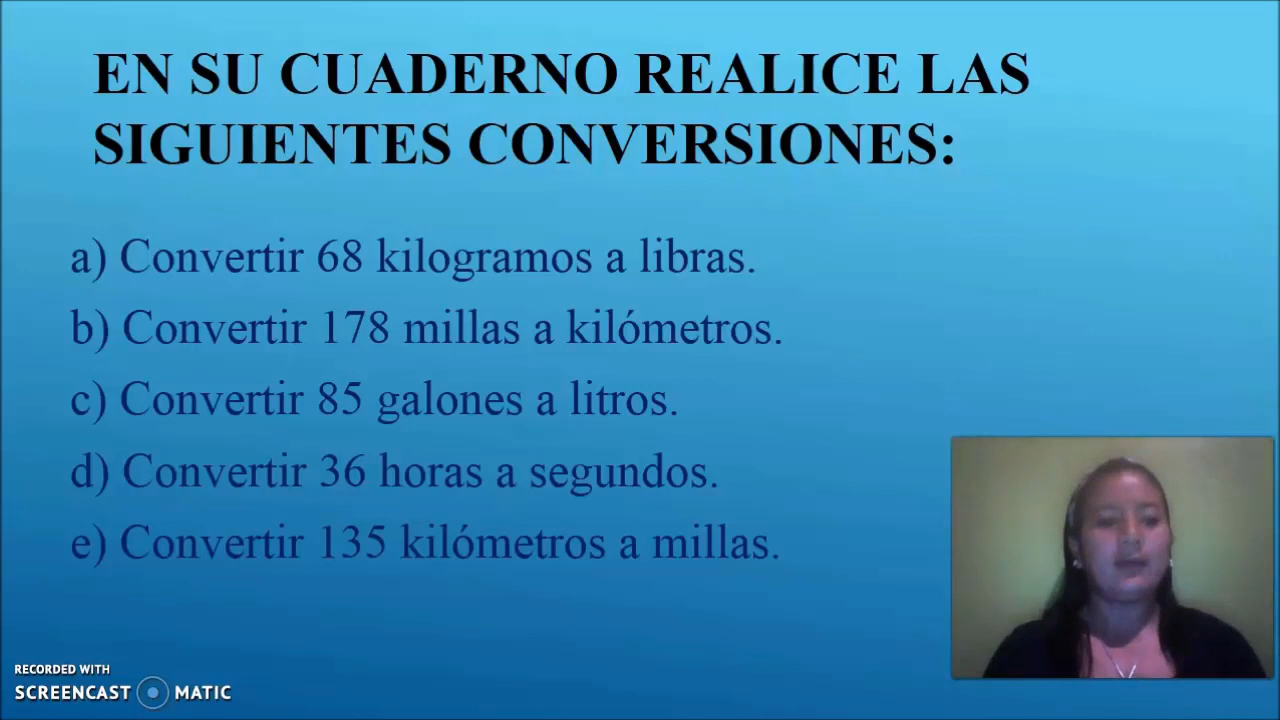 EN SU CUADERNO REALICE LAS
SIGUIENTES CONVERSIONES:
a) Convertir 68 kilogramos a libras.
b) Convertir 178 millas a kilómetros.
c) Convertir 85 galones a litros.
d) Convertir 36 horas a segundos.
e) Convertir 135 kilómetros a millas.
RECORDED WITH
SCREENCAST MATIC